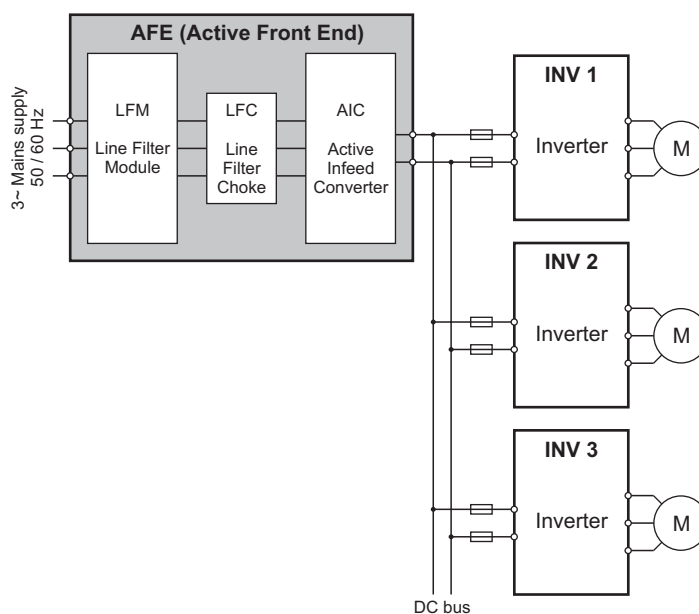 AFE (Active Front End)
3~ Mains supply
50 / 60 Hz
LFM
Line Filter
Module
LFC
Line
Filter
Choke
AIC
Active
Infeed
Converter
INV 1
Inverter
M
INV 2
Inverter
M
INV 3
Inverter
M
DC bus